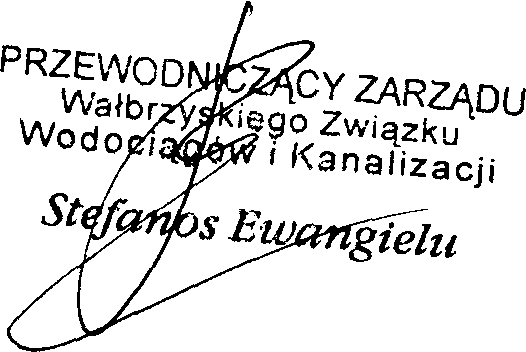 PRZEWODNICZĄCY ZARZĄDU
Wałbrzyskiego Związku
Wodociągów i Kanalizacji
Stefanos Ewangielu